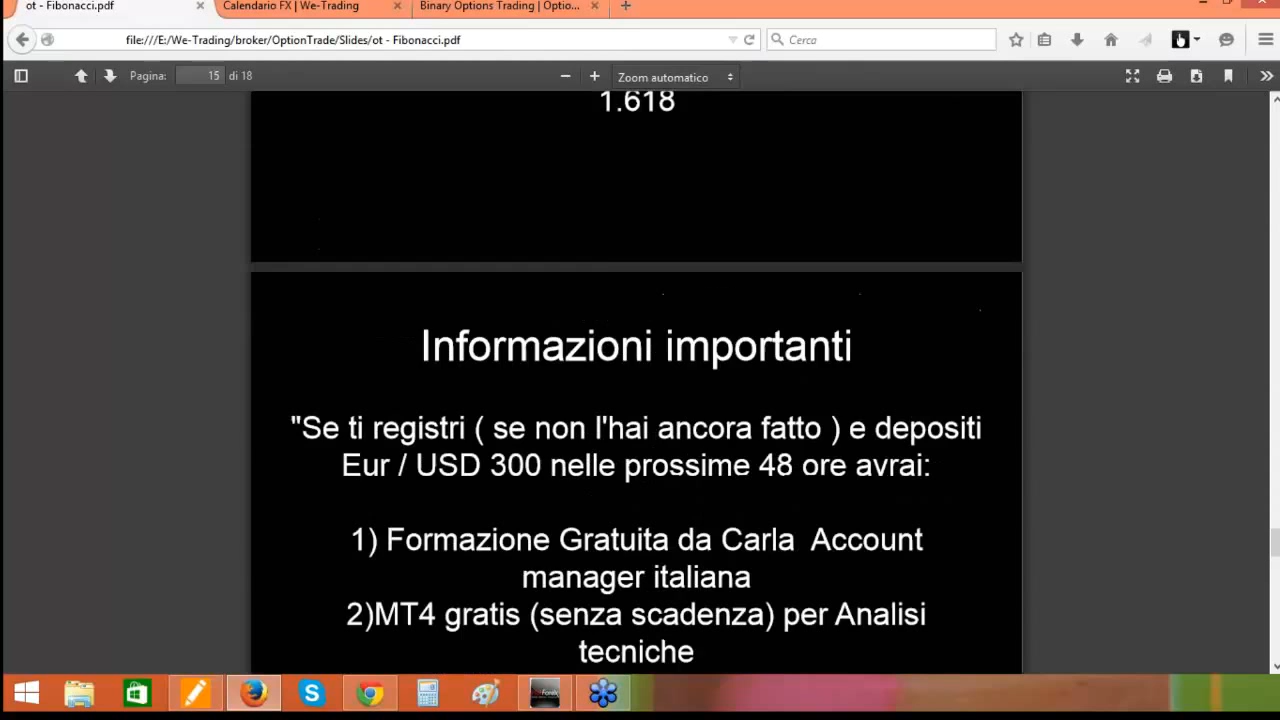 ot - Fibonacci.pdf
Calendario FX | We-Trading
Binary Options Trading | Optio...
file:///E:/We-Trading/broker/OptionTrade/Slides/ot - Fibonacci.pdf
Cerca
Pagina:
15
di 18
Zoom automatico
1.618
Informazioni importanti
"Se ti registri ( se non l'hai ancora fatto ) e depositi
Eur / USD 300 nelle prossime 48 ore avrai:
1) Formazione Gratuita da Carla Account
manager italiana
2)MT4 gratis (senza scadenza) per Analisi
tecniche